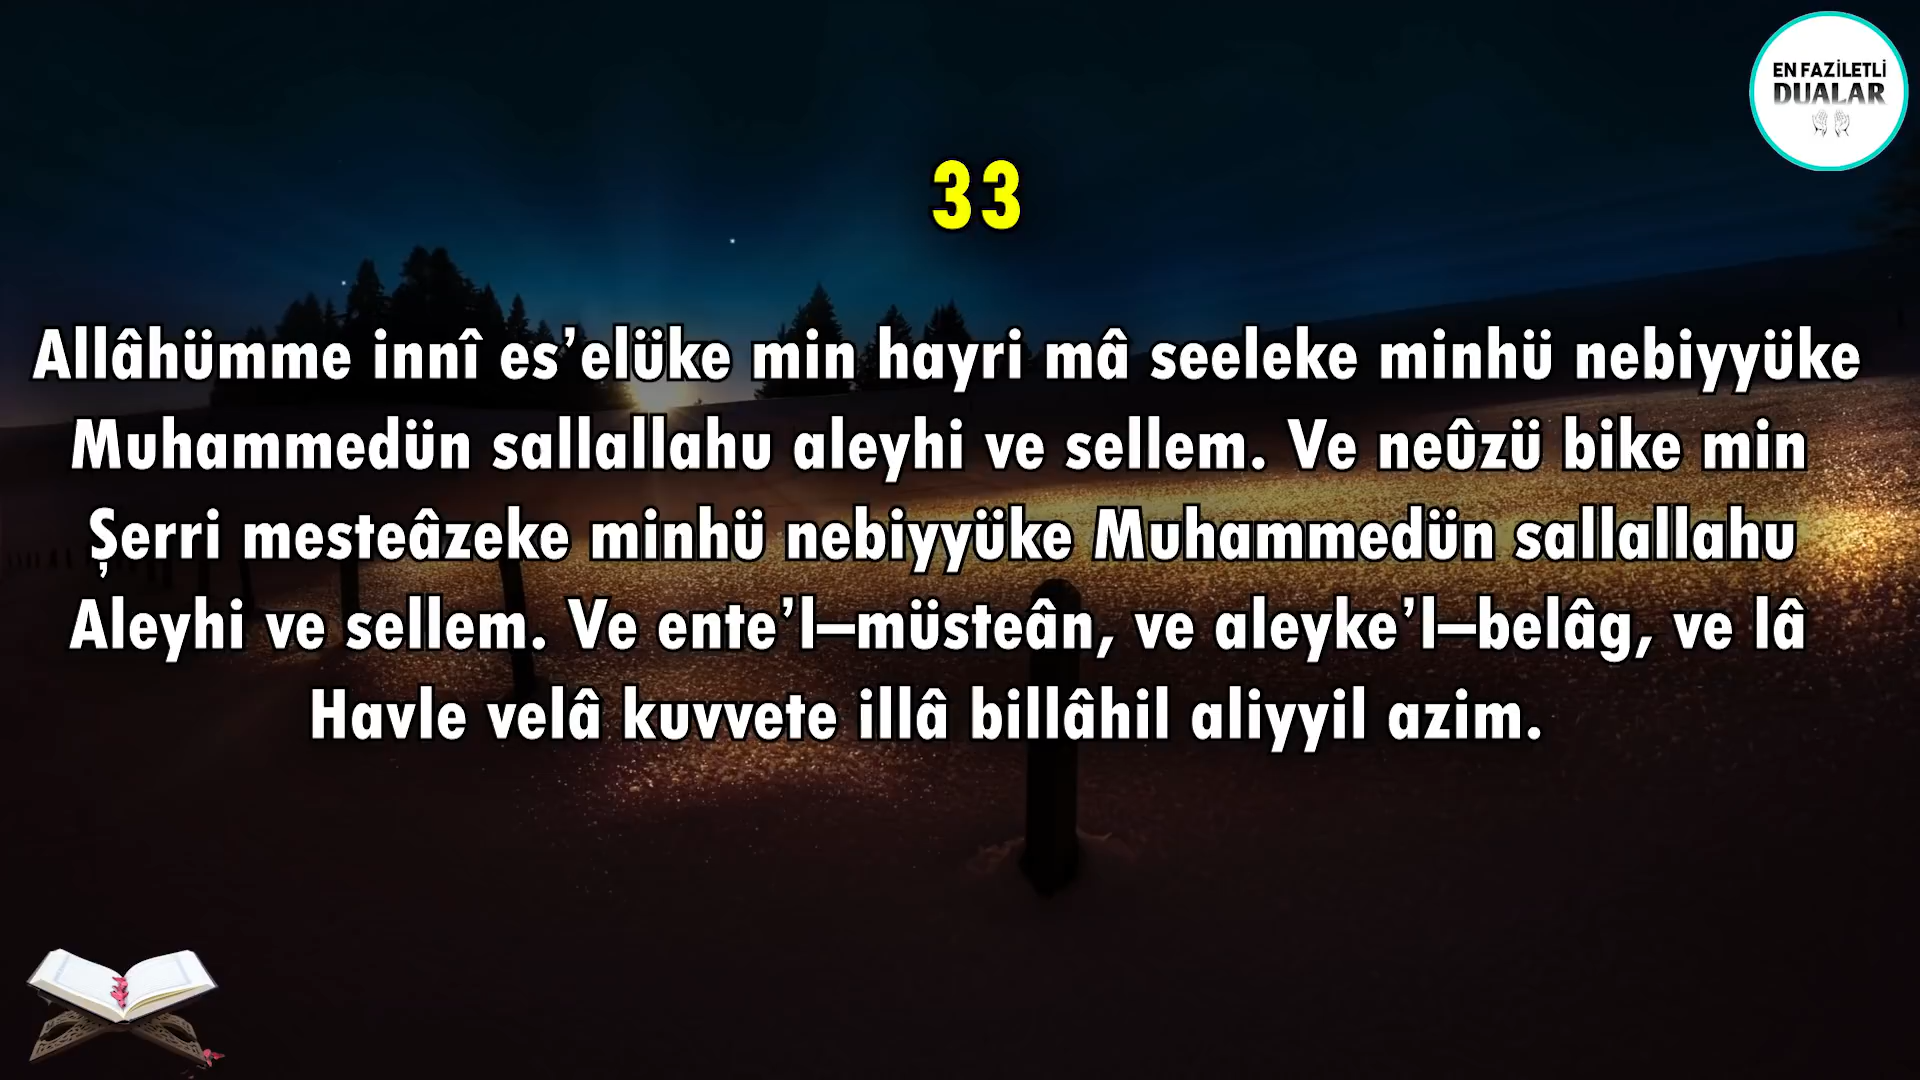 EN FAZİLETLİ
DUALAR
33
Allâhümme innî es’elüke min hayri mâ seeleke minhü nebiyyüke
Muhammedün sallallahu aleyhi ve sellem. Ve neûzü bike min
Şerri mesteâzeke minhü nebiyyüke Muhammedün sallallahu
Aleyhi ve sellem. Ve ente’l–müsteân, ve aleyke’l–belâg, ve lâ
Havle velâ kuvvete illâ billâhil aliyyil azim.